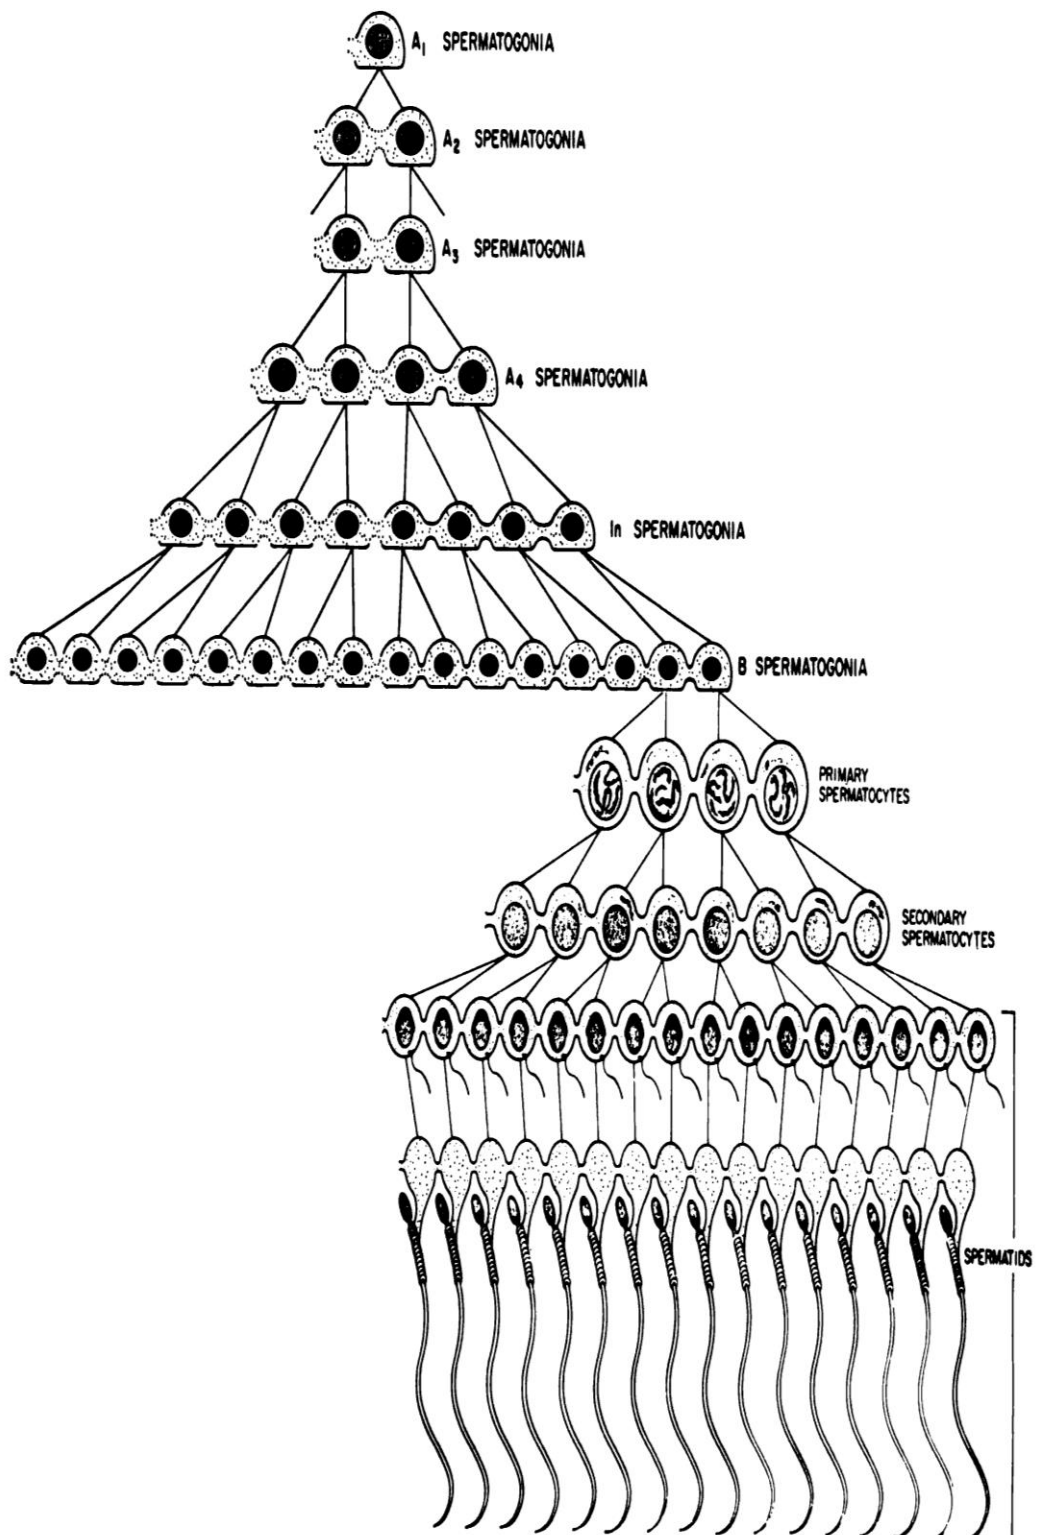 A₁ SPERMATOGONIA
A₂ SPERMATOGONIA
A₃ SPERMATOGONIA
A₄ SPERMATOGONIA
In SPERMATOGONIA
B SPERMATOGONIA
PRIMARY
SPERMATOCYTES
SECONDARY
SPERMATOCYTES
SPERMATIDS